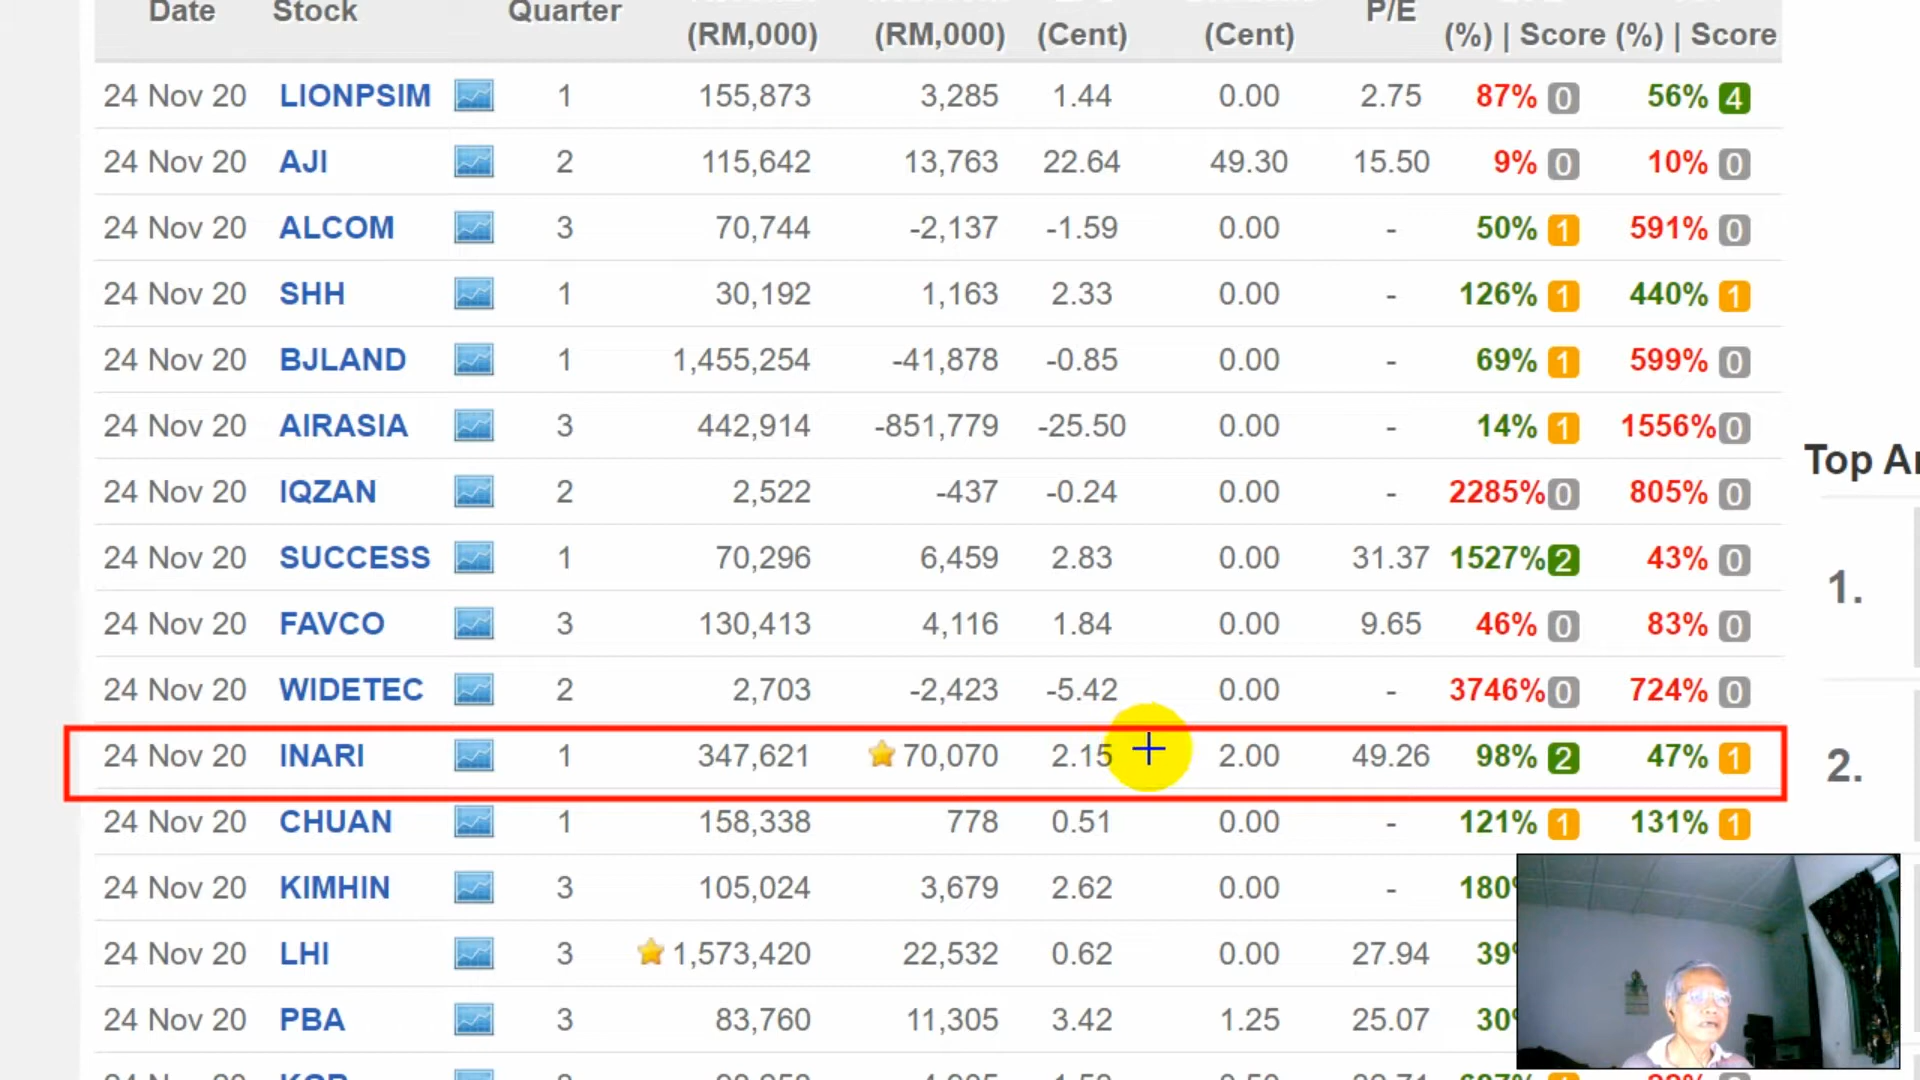 Date Stock Quarter P/E
(RM,000) (RM,000) (Cent) (Cent) (%) | Score (%) | Score
24 Nov 20 LIONPSIM 1 155,873 3,285 1.44 0.00 2.75 87% 0 56% 4
24 Nov 20 AJI 2 115,642 13,763 22.64 49.30 15.50 9% 0 10% 0
24 Nov 20 ALCOM 3 70,744 -2,137 -1.59 0.00 - 50% 1 591% 0
24 Nov 20 SHH 1 30,192 1,163 2.33 0.00 - 126% 1 440% 1
24 Nov 20 BJLAND 1 1,455,254 -41,878 -0.85 0.00 - 69% 1 599% 0
24 Nov 20 AIRASIA 3 442,914 -851,779 -25.50 0.00 - 14% 1 1556% 0
24 Nov 20 IQZAN 2 2,522 -437 -0.24 0.00 - 2285% 0 805% 0
24 Nov 20 SUCCESS 1 70,296 6,459 2.83 0.00 31.37 1527% 2 43% 0
24 Nov 20 FAVCO 3 130,413 4,116 1.84 0.00 9.65 46% 0 83% 0
24 Nov 20 WIDETEC 2 2,703 -2,423 -5.42 0.00 - 3746% 0 724% 0
24 Nov 20 INARI 1 347,621 70,070 2.15 2.00 49.26 98% 2 47% 1
24 Nov 20 CHUAN 1 158,338 778 0.51 0.00 - 121% 1 131% 1
24 Nov 20 KIMHIN 3 105,024 3,679 2.62 0.00 - 180
24 Nov 20 LHI 3 1,573,420 22,532 0.62 0.00 27.94 39
24 Nov 20 PBA 3 83,760 11,305 3.42 1.25 25.07 30
Top
1.
2.